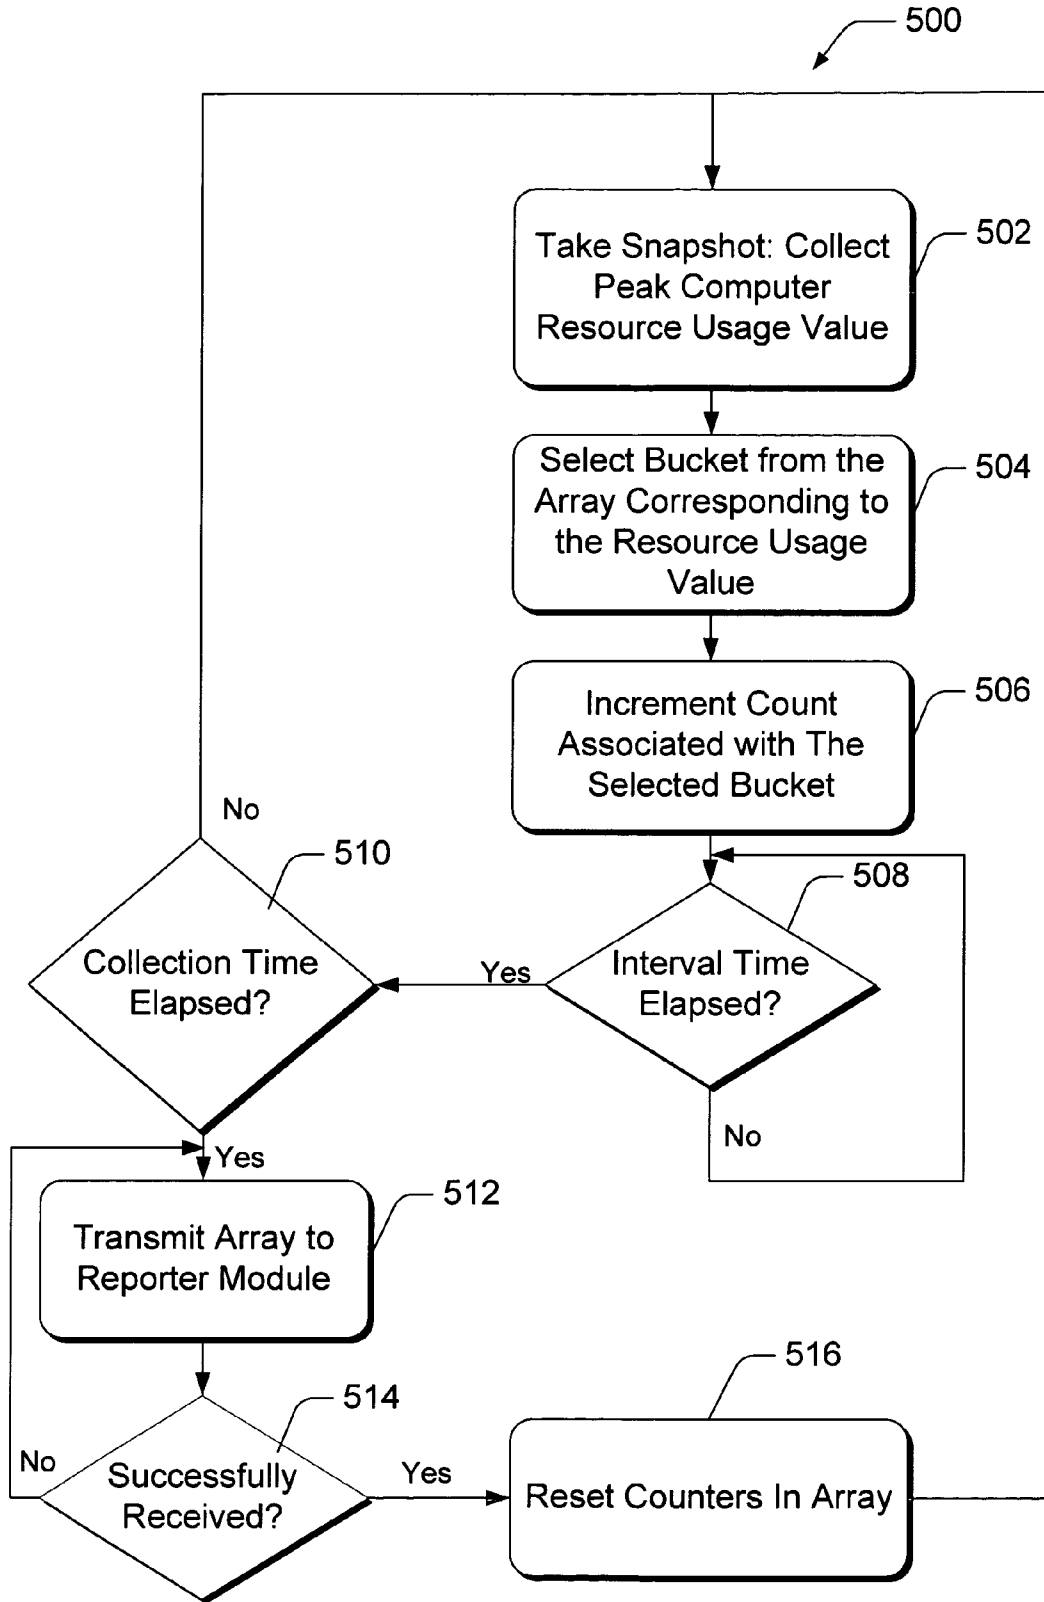 500
Take Snapshot: Collect
Peak Computer
Resource Usage Value
502
Select Bucket from the
Array Corresponding to
the Resource Usage
Value
504
Increment Count
Associated with The
Selected Bucket
506
No
510
508
Collection Time
Elapsed?
Yes
Interval Time
Elapsed?
No
Yes
512
Transmit Array to
Reporter Module
516
514
No
Successfully
Received?
Yes
Reset Counters In Array